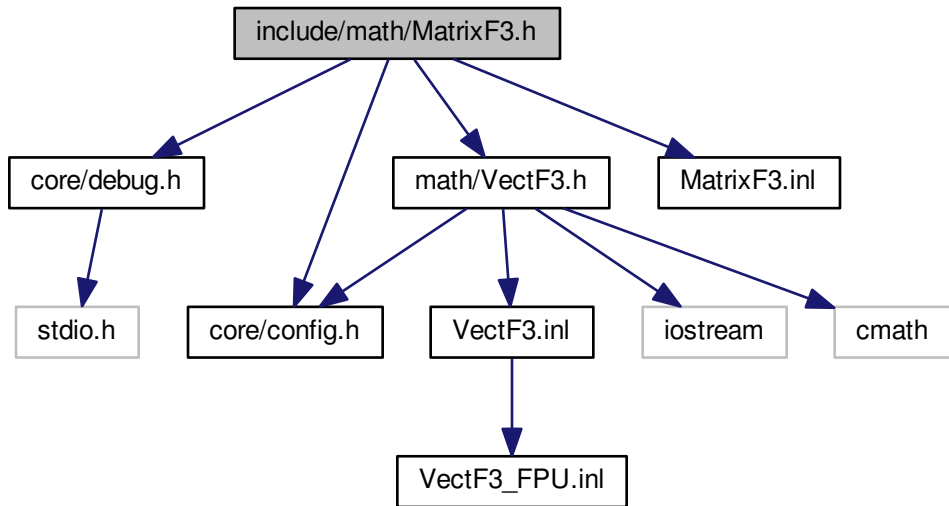 include/math/MatrixF3.h
core/debug.h
math/VectF3.h
MatrixF3.inl
stdio.h
core/config.h
VectF3.inl
iostream
cmath
VectF3_FPU.inl